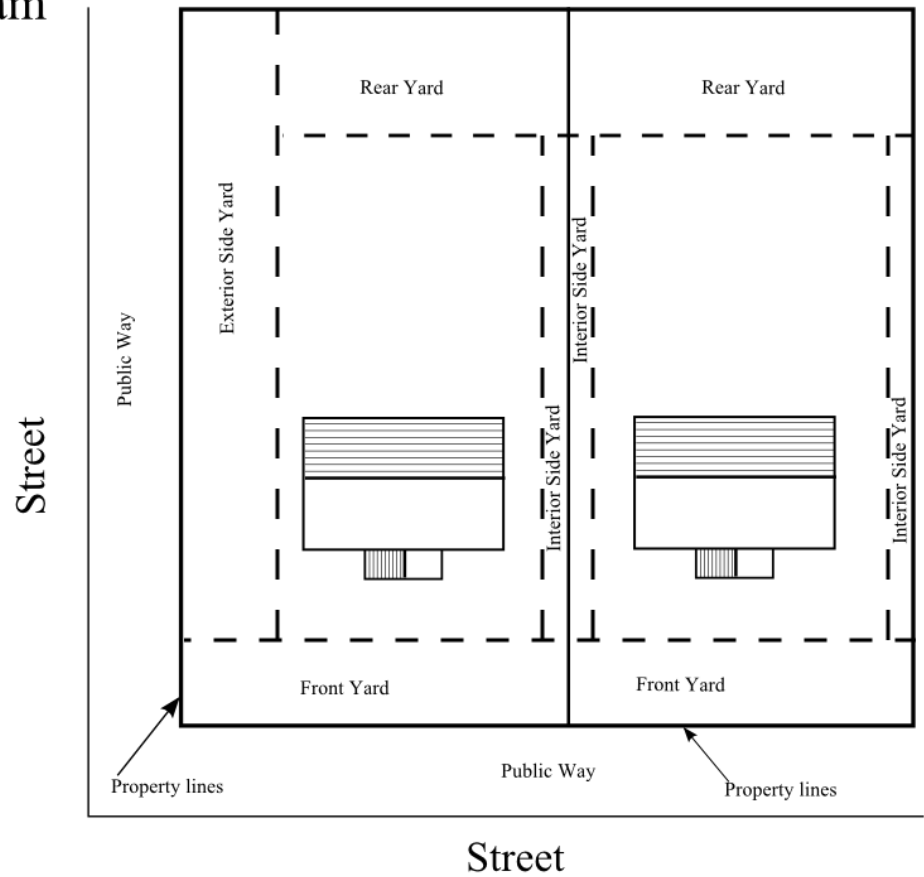 Rear Yard
Rear Yard
Exterior Side Yard
Interior Side Yard
Public Way
Interior Side Yard
Interior Side Yard
Street
Front Yard
Front Yard
Public Way
Property lines
Property lines
Street